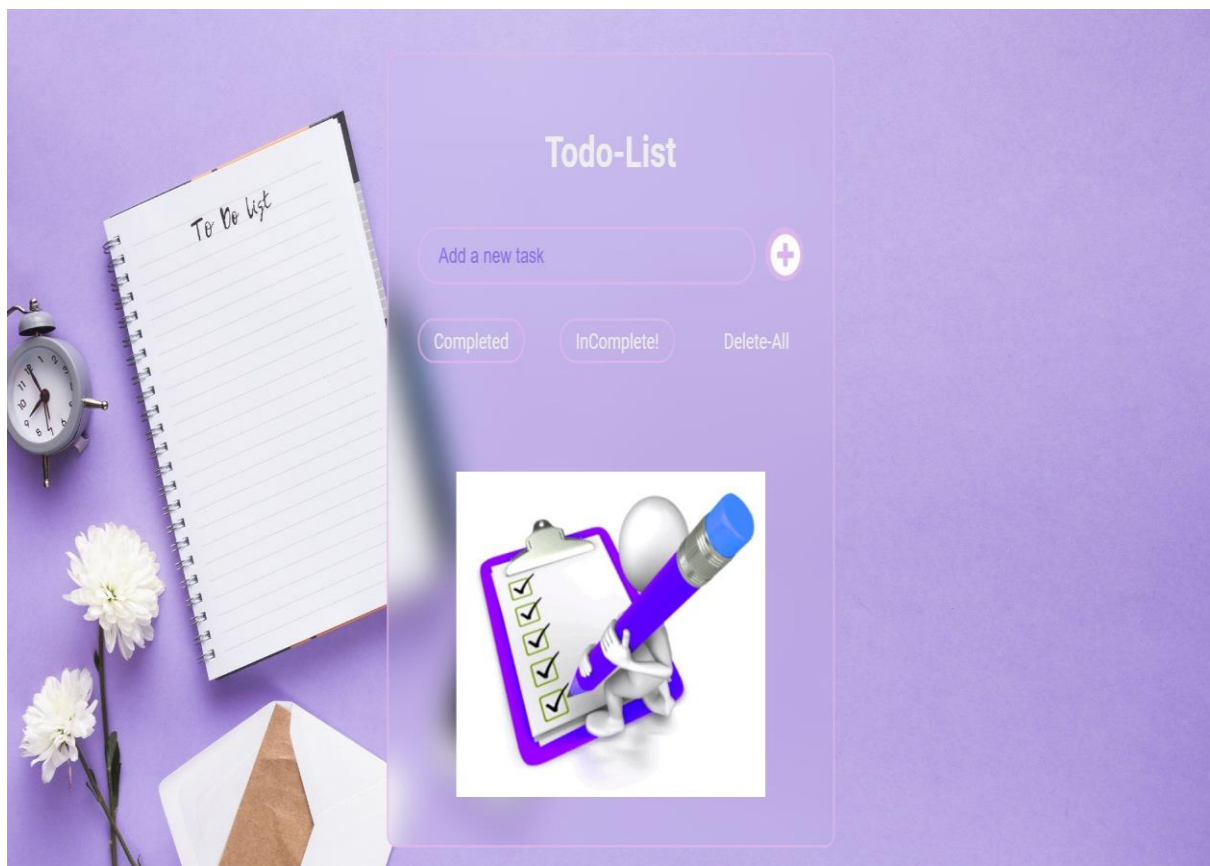 To Do List
Todo-List
Add a new task
Completed
InComplete!
Delete-All